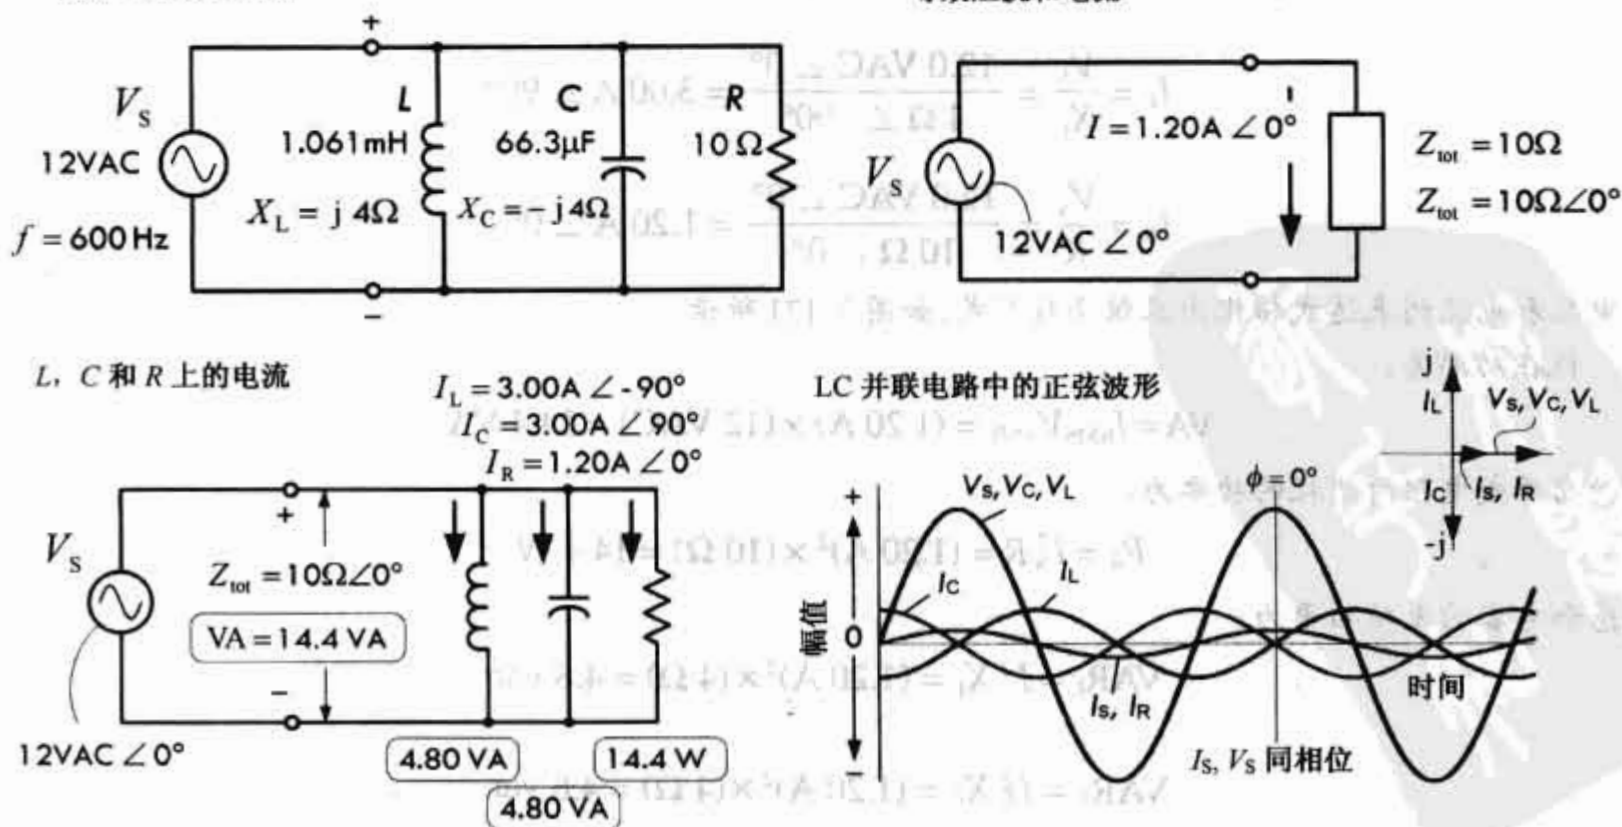 +
V_S
12VAC
f = 600 Hz
L
1.061mH
X_L = j 4Ω
C
66.3μF
X_C = - j 4Ω
R
10 Ω
−
V_S
I = 1.20A ∠0°
12VAC ∠0°
Z_tot = 10Ω
Z_tot = 10Ω∠0°
L, C 和 R 上的电流
I_L = 3.00A ∠-90°
I_C = 3.00A ∠90°
I_R = 1.20A ∠0°
V_S
12VAC ∠0°
+
Z_tot = 10Ω∠0°
VA = 14.4 VA
−
4.80 VA
4.80 VA
14.4 W
LC 并联电路中的正弦波形
j
I_L
V_S, V_C, V_L
I_C
I_S, I_R
-j
+
幅值
0
−
V_S, V_C, V_L
ϕ = 0°
I_C
I_L
I_S, I_R
时间
I_S, V_S 同相位